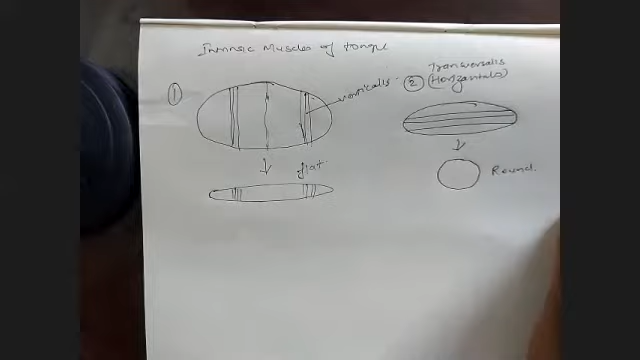 Intrinsic Muscles of tongue
①
verticalis
flat
② Transversalis
(Horizontals)
Round.